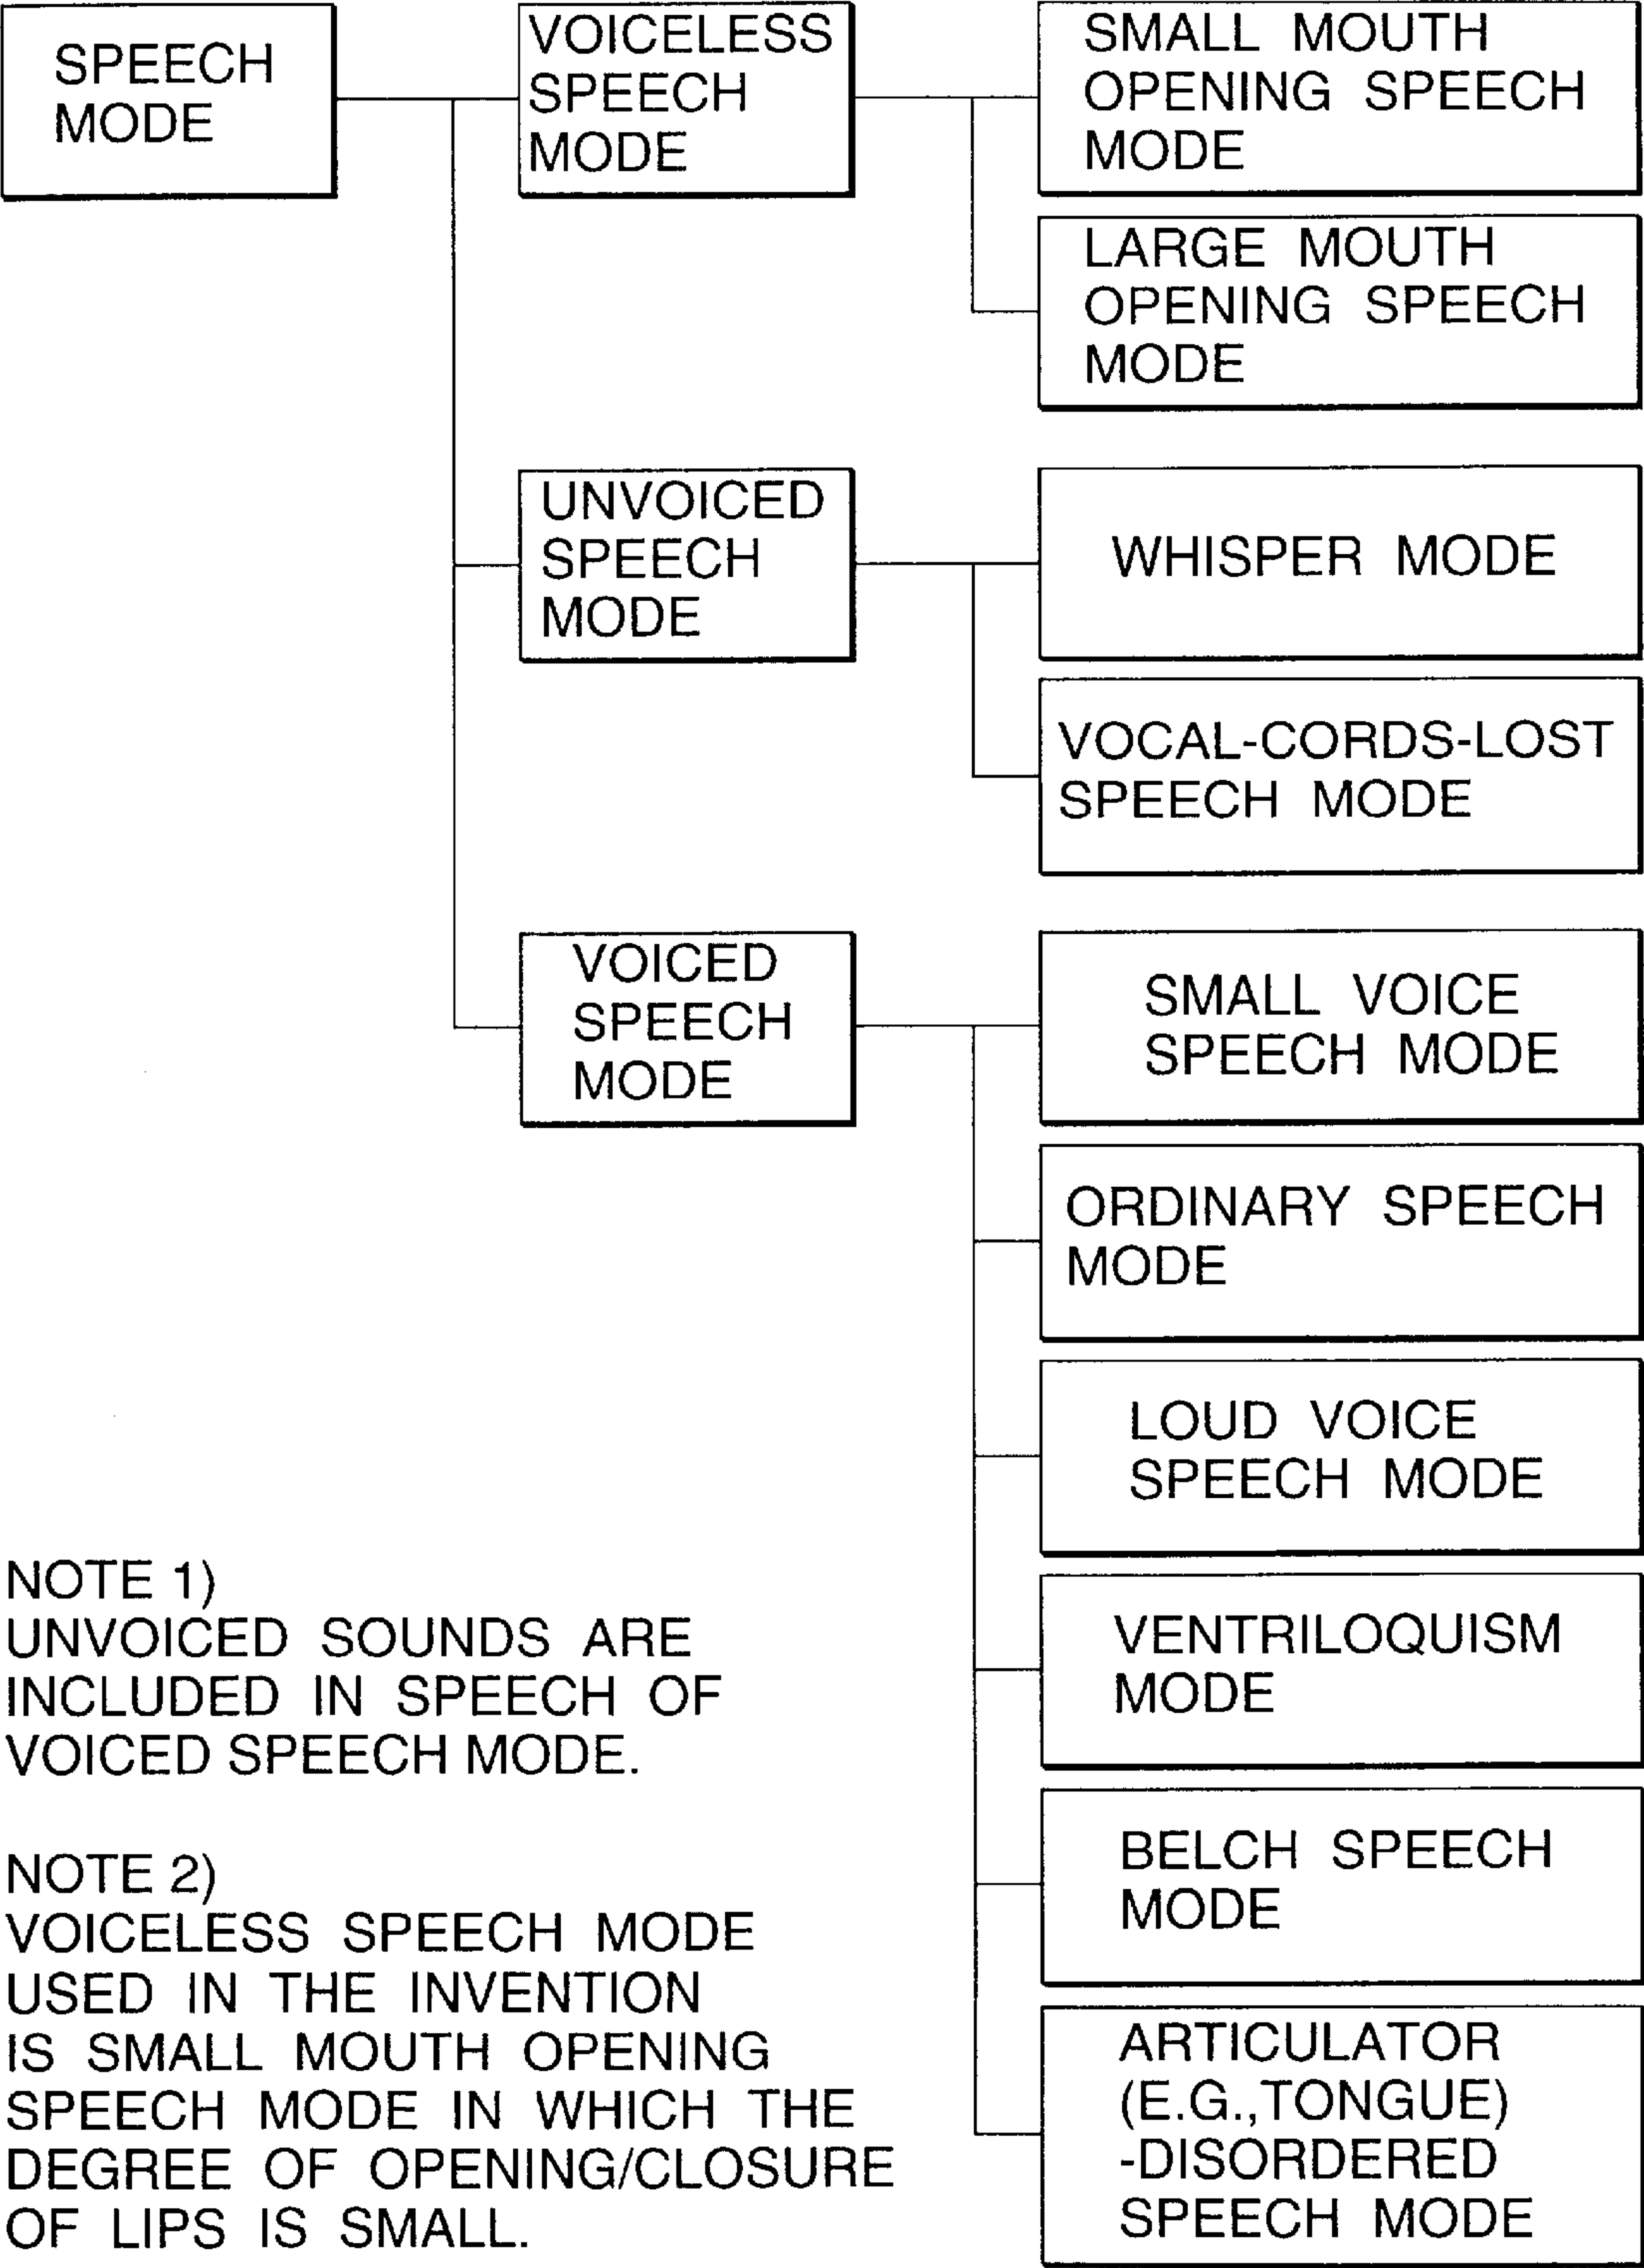 SPEECH
MODE
VOICELESS
SPEECH
MODE
SMALL MOUTH
OPENING SPEECH
MODE
LARGE MOUTH
OPENING SPEECH
MODE
UNVOICED
SPEECH
MODE
WHISPER MODE
VOCAL-CORDS-LOST
SPEECH MODE
VOICED
SPEECH
MODE
SMALL VOICE
SPEECH MODE
ORDINARY SPEECH
MODE
LOUD VOICE
SPEECH MODE
VENTRILOQUISM
MODE
BELCH SPEECH
MODE
ARTICULATOR
(E.G.,TONGUE)
-DISORDERED
SPEECH MODE
NOTE 1)
UNVOICED SOUNDS ARE
INCLUDED IN SPEECH OF
VOICED SPEECH MODE.
NOTE 2)
VOICELESS SPEECH MODE
USED IN THE INVENTION
IS SMALL MOUTH OPENING
SPEECH MODE IN WHICH THE
DEGREE OF OPENING/CLOSURE
OF LIPS IS SMALL.